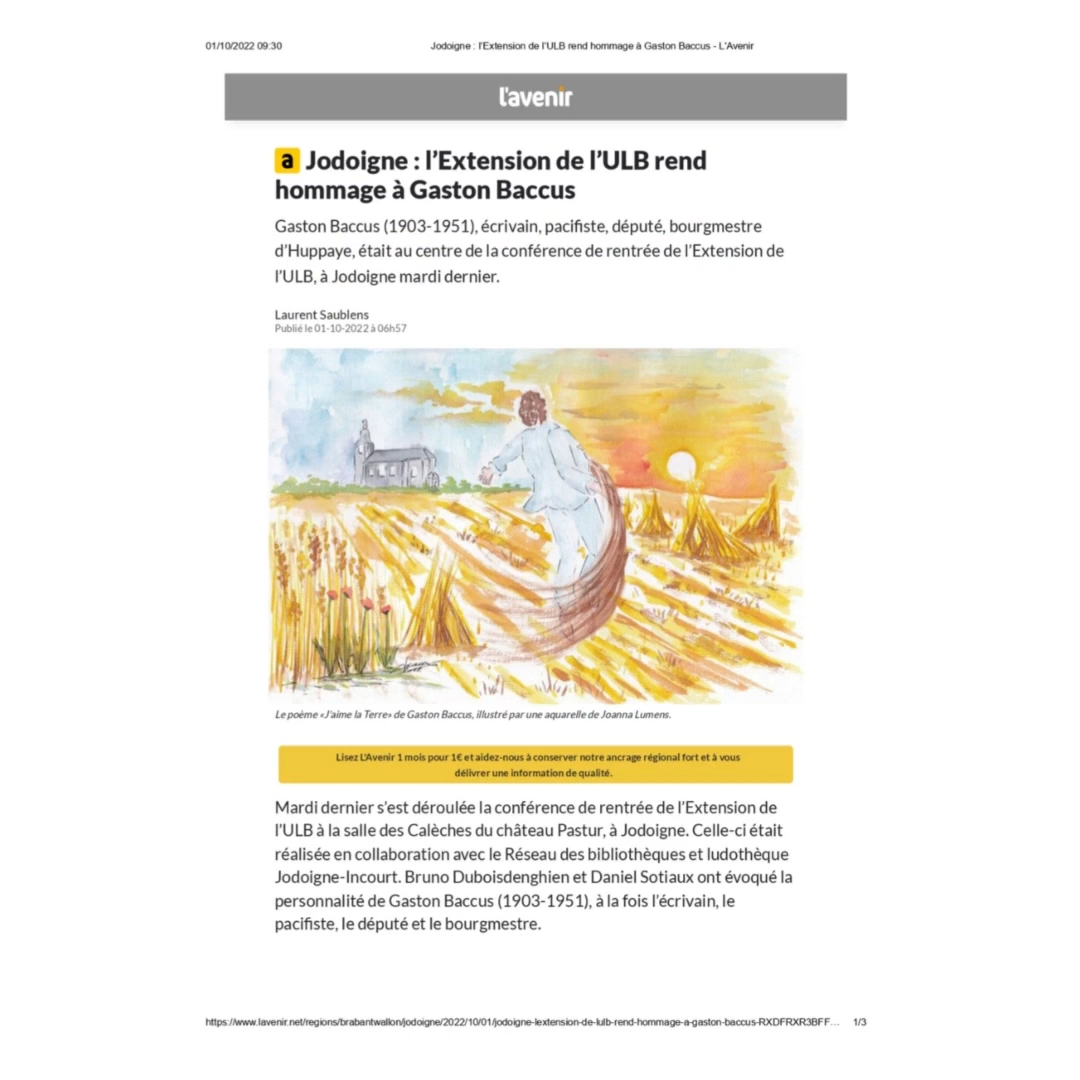 01/10/2022 09:30 Jodoigne : l'Extension de l'ULB rend hommage à Gaston Baccus - L'Avenir
l'avenir
a Jodoigne : l'Extension de l'ULB rend
hommage à Gaston Baccus
Gaston Baccus (1903-1951), écrivain, pacifiste, député, bourgmestre
d'Huppaye, était au centre de la conférence de rentrée de l'Extension de
l'ULB, à Jodoigne mardi dernier.
Laurent Saublens
Publié le 01-10-2022 à 06h57
Le poème «J'aime la Terre» de Gaston Baccus, illustré par une aquarelle de Joanna Lumens.
Lisez L'Avenir 1 mois pour 1€ et aidez-nous à conserver notre ancrage régional fort et à vous
délivrer une information de qualité.
Mardi dernier s'est déroulée la conférence de rentrée de l'Extension de
l'ULB à la salle des Calèches du château Pastur, à Jodoigne. Celle-ci était
réalisée en collaboration avec le Réseau des bibliothèques et ludothèque
Jodoigne-Incourt. Bruno Duboisdenghien et Daniel Sotiaux ont évoqué la
personnalité de Gaston Baccus (1903-1951), à la fois l'écrivain, le
pacifiste, le député et le bourgmestre.
https://www.lavenir.net/regions/brabantwallon/jodoigne/2022/10/01/jodoigne-lextension-de-lulb-rend-hommage-a-gaston-baccus-RXDFRXR3BFF... 1/3